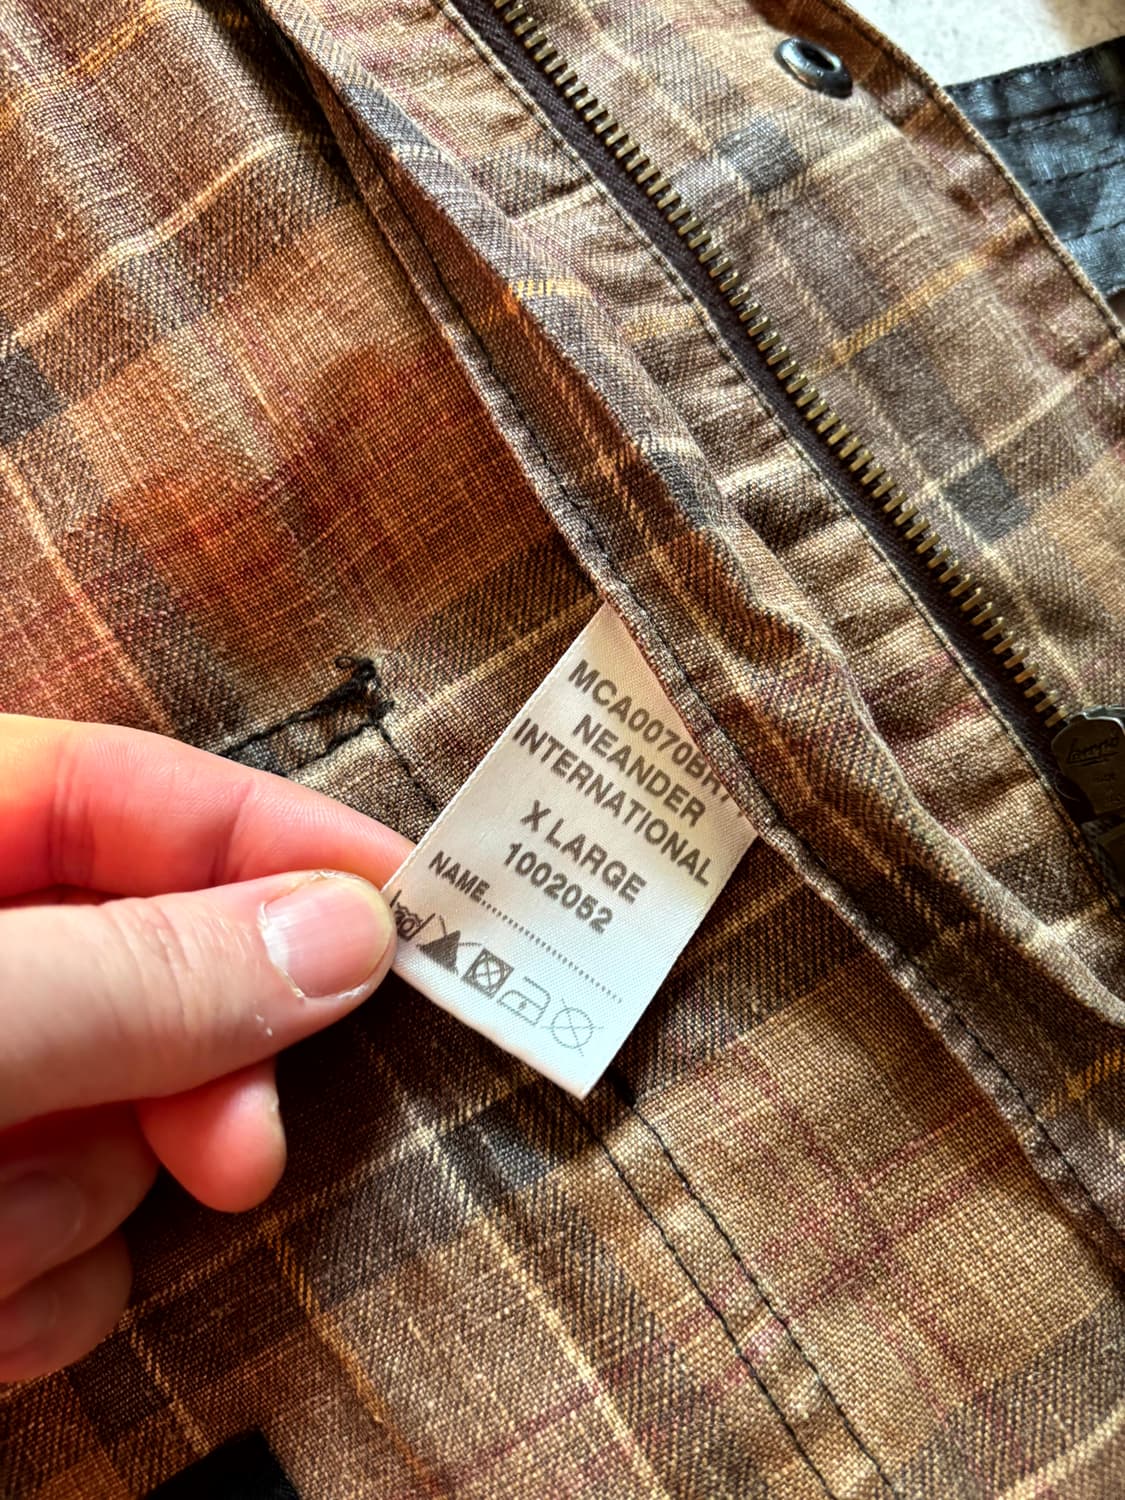 MCA0070BR
NEANDER
INTERNATIONAL
X LARGE
1002052
NAME..............................